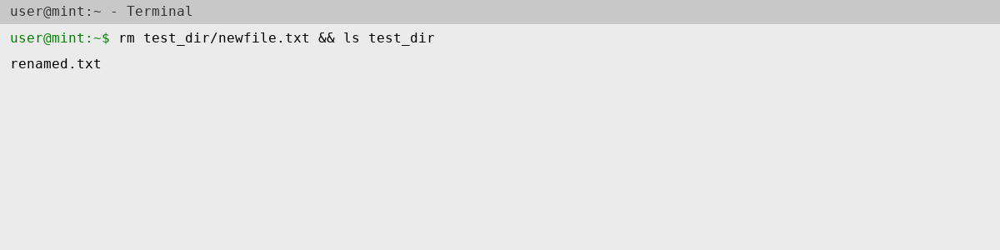 user@mint:~ - Terminal
user@mint:~$ rm test_dir/newfile.txt && ls test_dir
renamed.txt